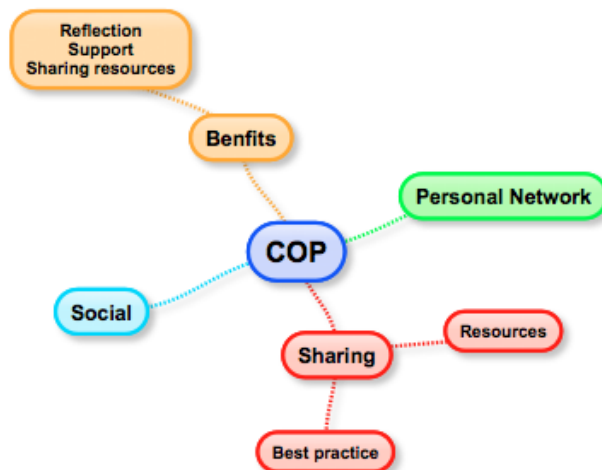 Reflection
Support
Sharing resources
Benfits
Personal Network
COP
Social
Sharing
Resources
Best practice